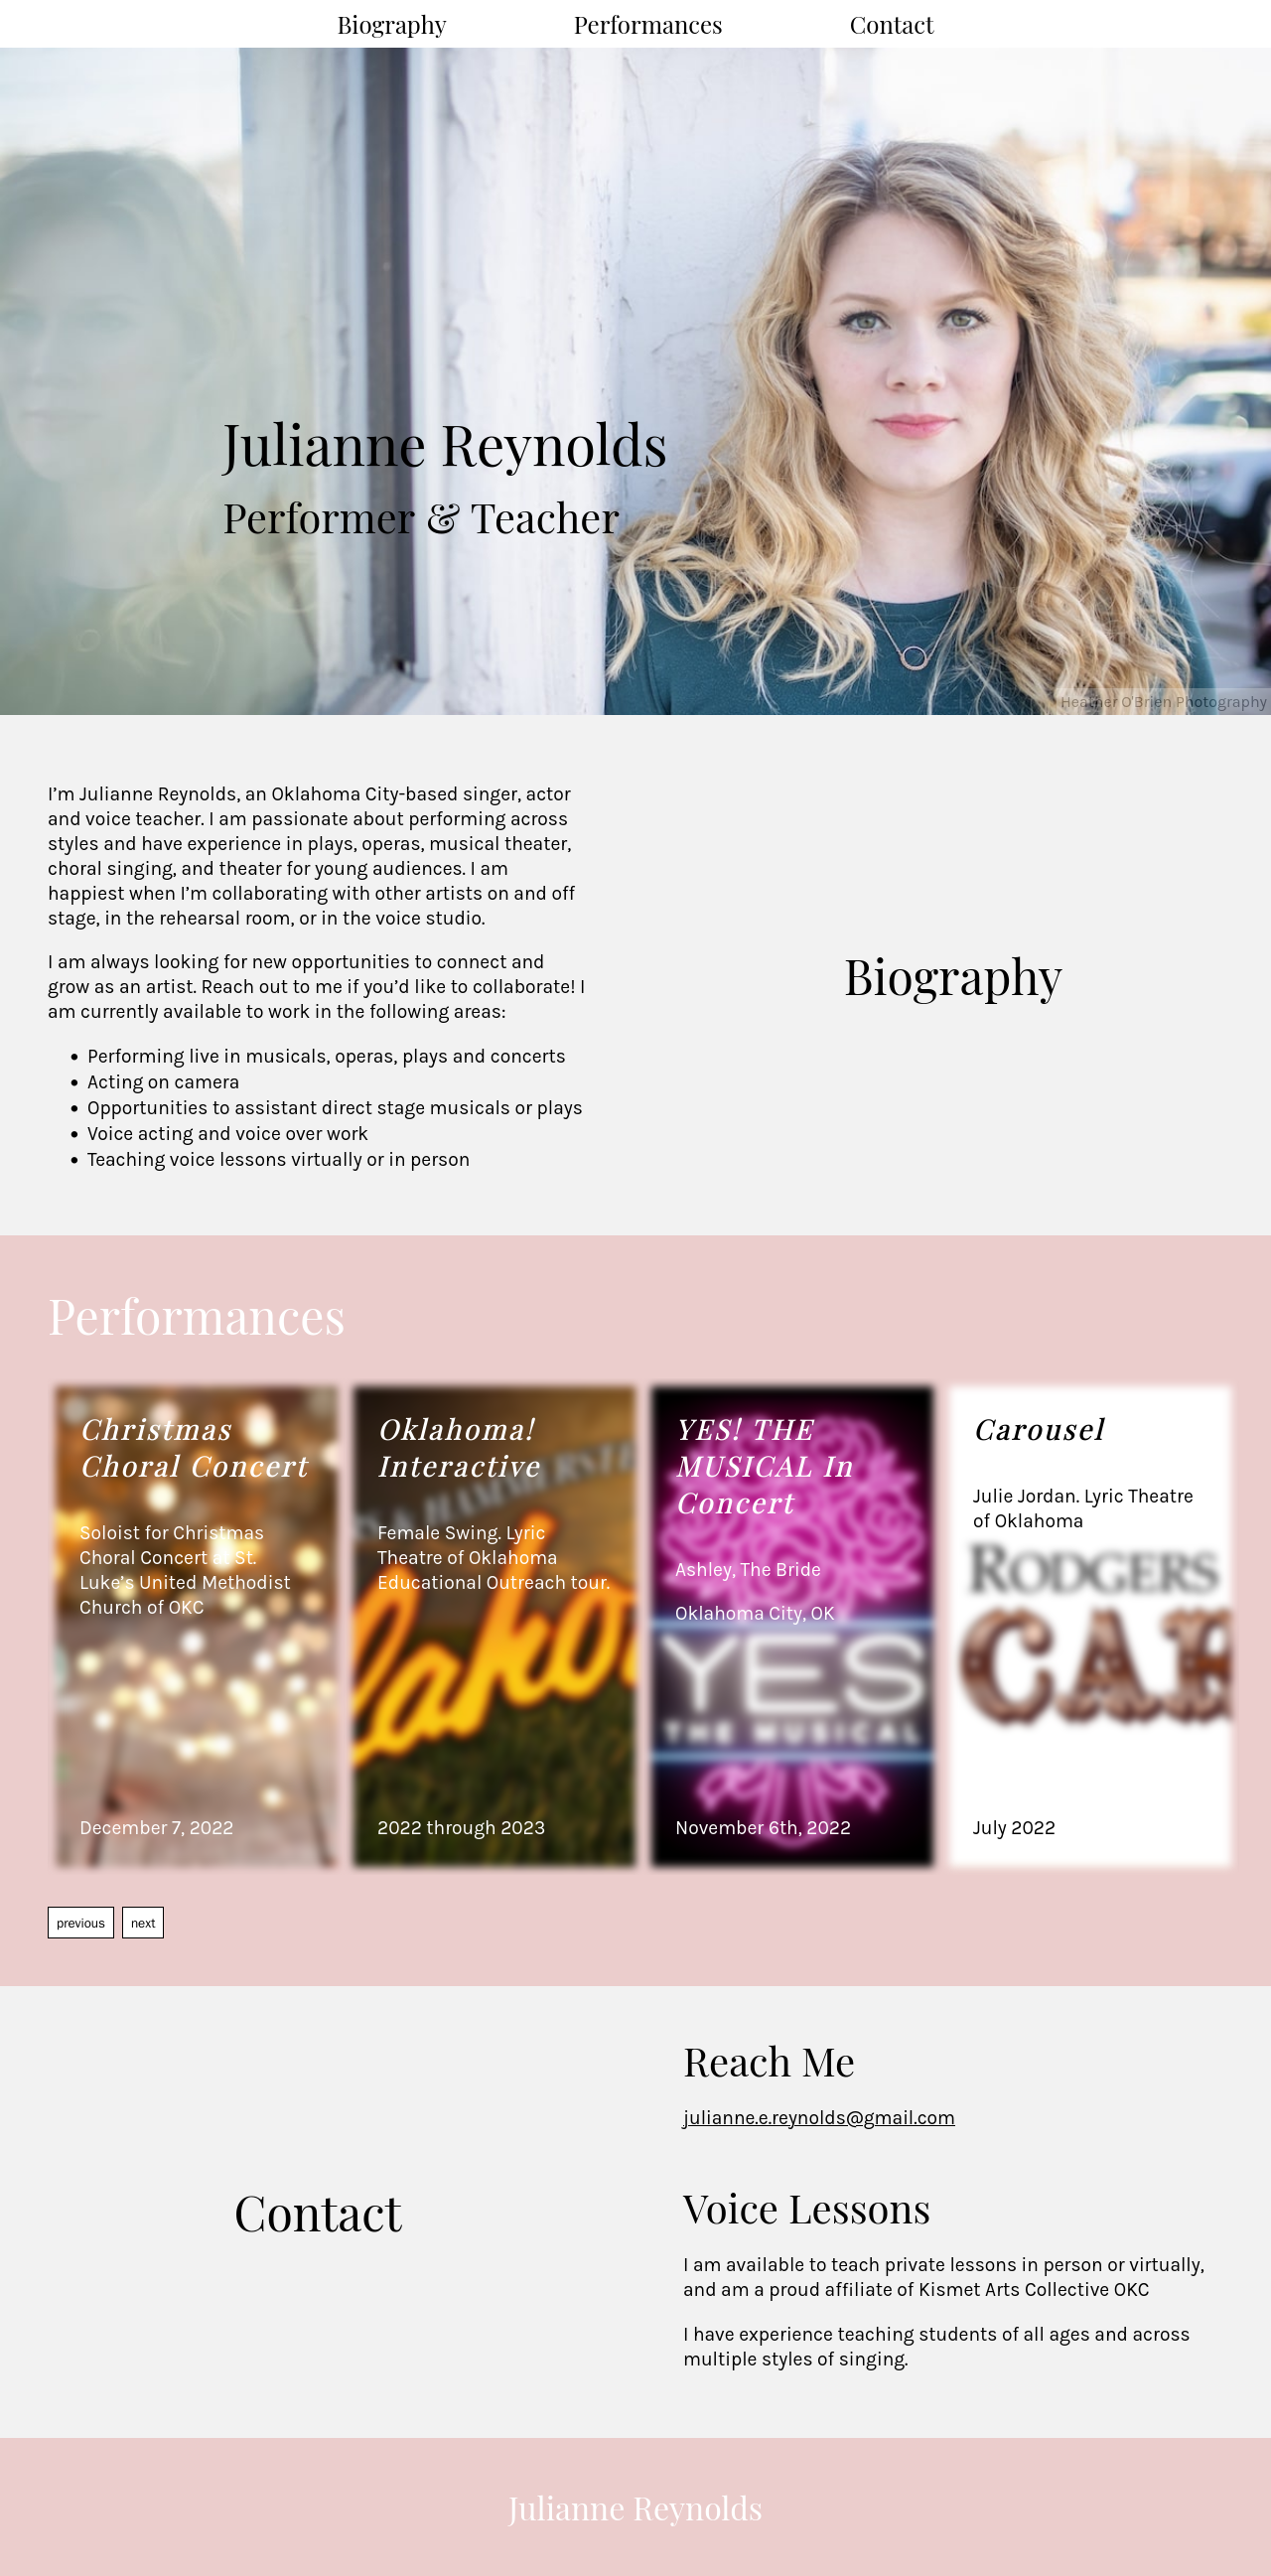 Biography Performances Contact
Julianne Reynolds
Performer & Teacher
Heather O'Brien Photography
I’m Julianne Reynolds, an Oklahoma City-based singer, actor
and voice teacher. I am passionate about performing across
styles and have experience in plays, operas, musical theater,
choral singing, and theater for young audiences. I am
happiest when I’m collaborating with other artists on and off
stage, in the rehearsal room, or in the voice studio.
I am always looking for new opportunities to connect and
grow as an artist. Reach out to me if you’d like to collaborate! I
am currently available to work in the following areas:
• Performing live in musicals, operas, plays and concerts
• Acting on camera
• Opportunities to assistant direct stage musicals or plays
• Voice acting and voice over work
• Teaching voice lessons virtually or in person
Biography
Performances
Christmas
Choral Concert
Soloist for Christmas
Choral Concert at St.
Luke’s United Methodist
Church of OKC
December 7, 2022
Oklahoma!
Interactive
Female Swing. Lyric
Theatre of Oklahoma
Educational Outreach tour.
2022 through 2023
YES! THE
MUSICAL In
Concert
Ashley, The Bride
Oklahoma City, OK
YES
THE MUSICAL
November 6th, 2022
Carousel
Julie Jordan. Lyric Theatre
of Oklahoma
RODGERS
CAR
July 2022
previous next
Contact
Reach Me
julianne.e.reynolds@gmail.com
Voice Lessons
I am available to teach private lessons in person or virtually,
and am a proud affiliate of Kismet Arts Collective OKC
I have experience teaching students of all ages and across
multiple styles of singing.
Julianne Reynolds